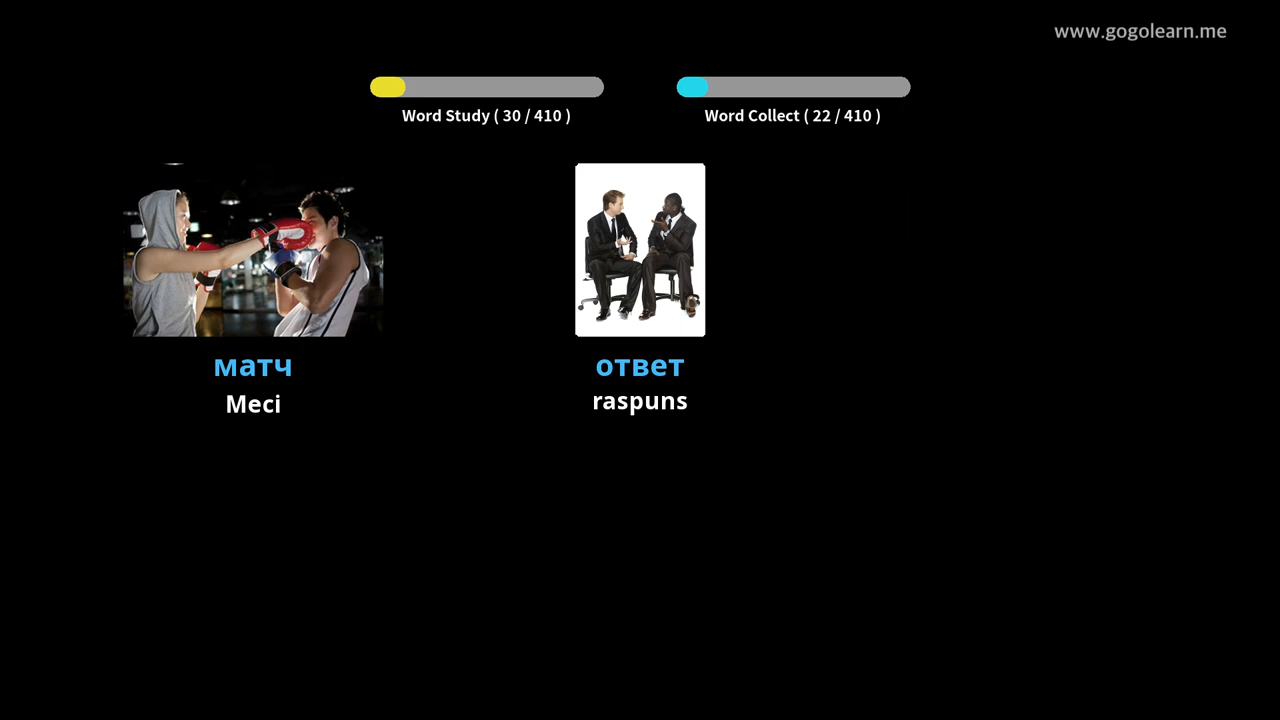 www.gogolearn.me
Word Study ( 30 / 410 )
Word Collect ( 22 / 410 )
матч
Meci
ответ
raspuns